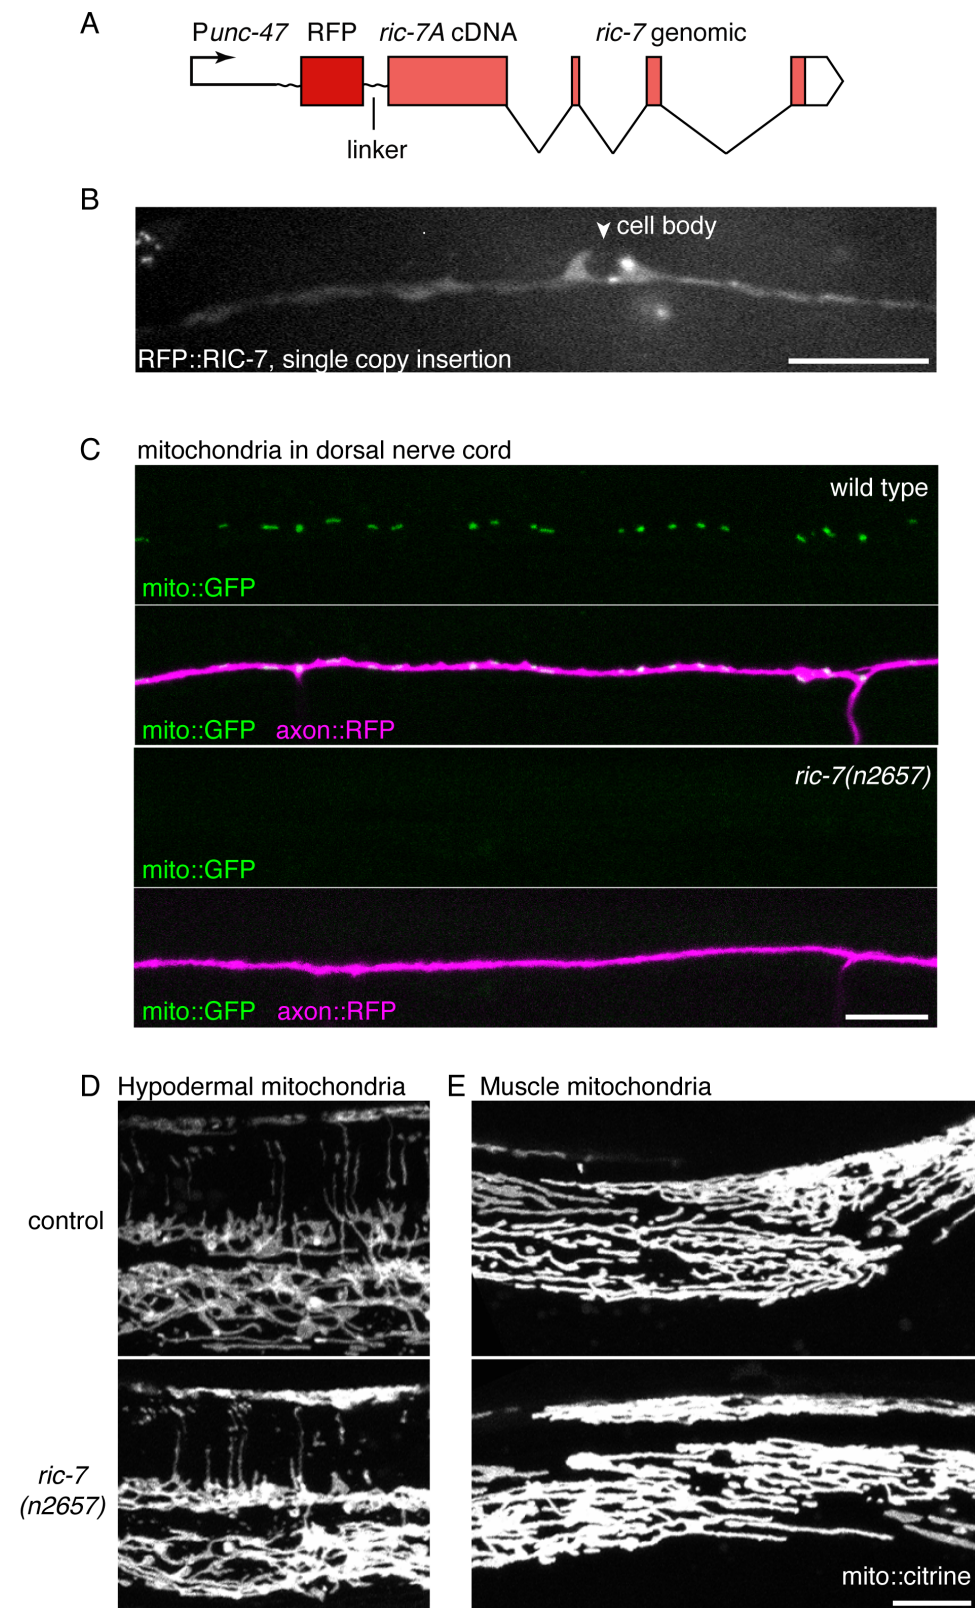 A
Punc-47 RFP ric-7A cDNA ric-7 genomic
linker
B
cell body
RFP::RIC-7, single copy insertion
C mitochondria in dorsal nerve cord
wild type
mito::GFP
mito::GFP axon::RFP
ric-7(n2657)
mito::GFP
mito::GFP axon::RFP
D Hypodermal mitochondria
E Muscle mitochondria
control
ric-7
(n2657)
mito::citrine